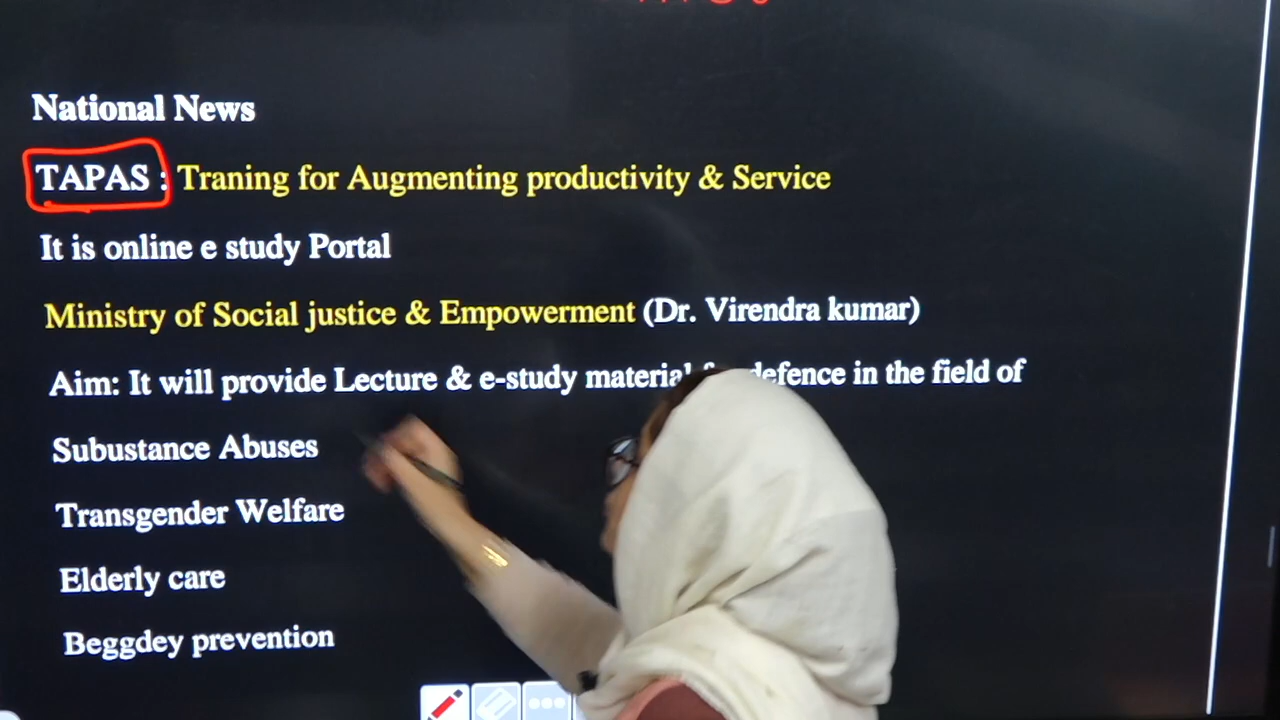 National News
TAPAS : Traning for Augmenting productivity & Service
It is online e study Portal
Ministry of Social justice & Empowerment (Dr. Virendra kumar)
Aim: It will provide Lecture & e-study material defence in the field of
Subustance Abuses
Transgender Welfare
Elderly care
Beggdey prevention